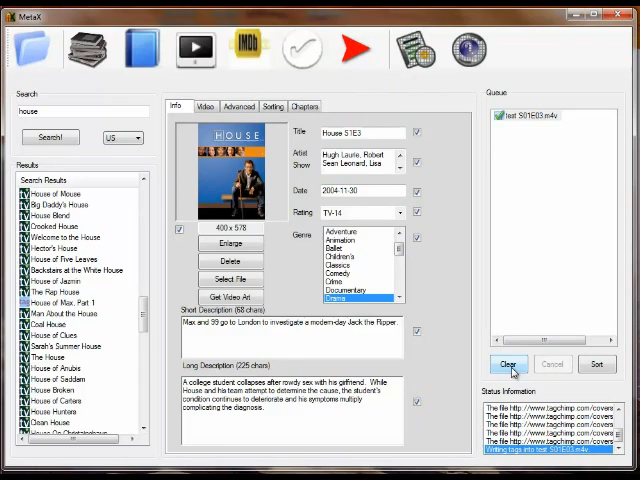 MetaX
IMDb
Search
house
Search!
US
Results
Search Results
House of Mouse
Big Daddy's House
House Blend
Crooked House
Welcome to the House
Hector's House
House of Five Leaves
Backstairs at the White House
House of Jazmin
The Rap House
House of Max, Part 1
Man About the House
Coal House
House of Clues
Sarah's Summer House
The House
House of Anubis
House of Saddam
House Broken
House of Carters
House Hunters
Clean House
House On Christningham
Info
Video
Advanced
Sorting
Chapters
HOUSE
400 x 578
Enlarge
Delete
Select File
Get Video Art
Title
House S1E3
Artist
Show
Hugh Laurie, Robert
Sean Leonard, Lisa
Date
2004-11-30
Rating
TV-14
Genre
Adventure
Animation
Ballet
Children's
Classics
Comedy
Crime
Documentary
Drama
Short Description (68 chars)
Max and 99 go to London to investigate a modern-day Jack the Ripper.
Long Description (225 chars)
A college student collapses after rowdy sex with his girlfriend. While
House and his team attempt to determine the cause, the student's
condition continues to deteriorate and his symptoms multiply
complicating the diagnosis.
Queue
test S01E03.m4v
Clear
Cancel
Sort
Status Information
The file http://www.tagchimp.com/covers
The file http://www.tagchimp.com/covers
The file http://www.tagchimp.com/covers
The file http://www.tagchimp.com/covers
Writing tags into test S01E03.m4v.